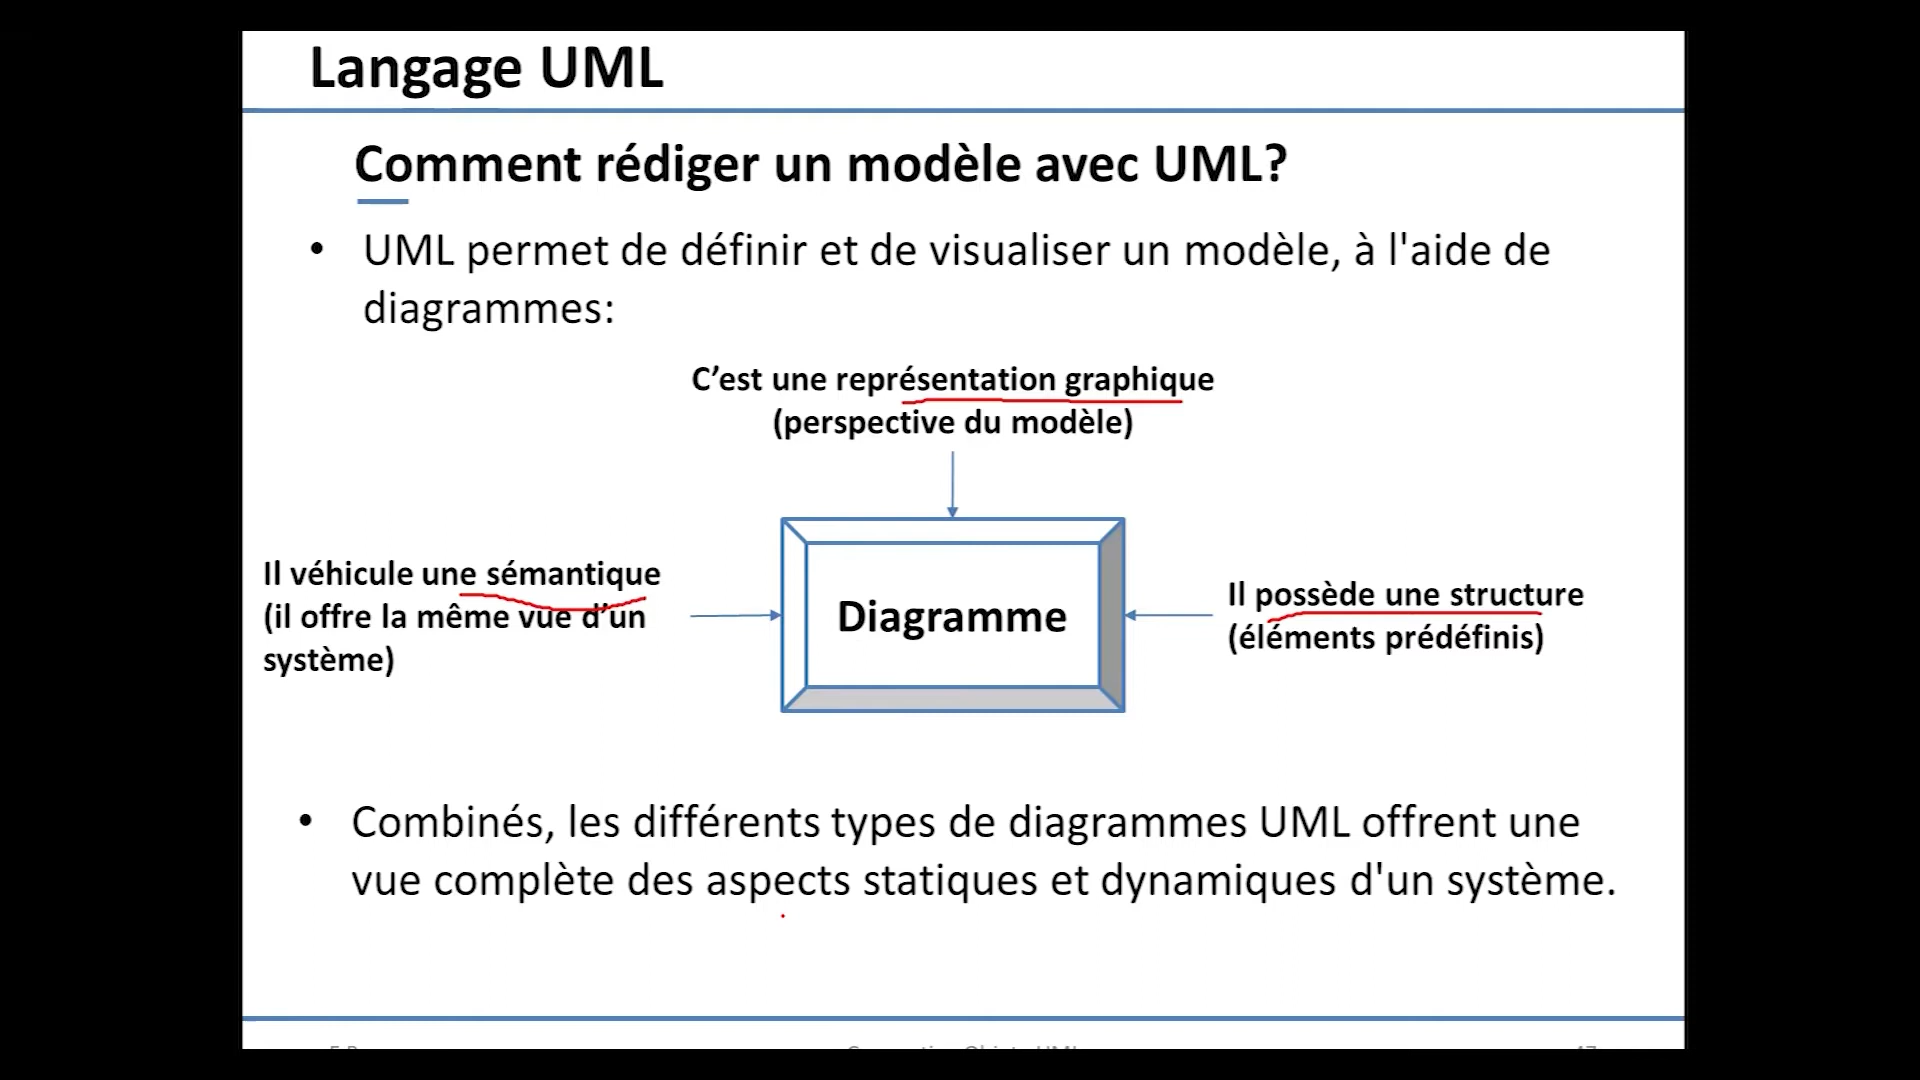 Langage UML
Comment rédiger un modèle avec UML?
• UML permet de définir et de visualiser un modèle, à l'aide de
diagrammes:
C’est une représentation graphique
(perspective du modèle)
Il véhicule une sémantique
(il offre la même vue d’un
système)
Diagramme
Il possède une structure
(éléments prédéfinis)
• Combinés, les différents types de diagrammes UML offrent une
vue complète des aspects statiques et dynamiques d'un système.